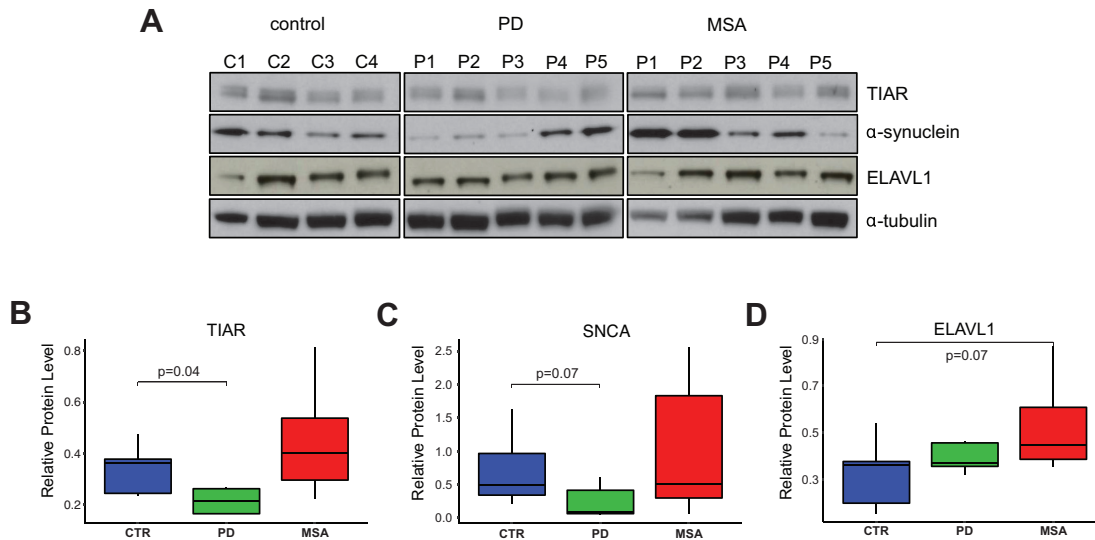 A
control PD MSA
C1 C2 C3 C4 P1 P2 P3 P4 P5 P1 P2 P3 P4 P5
TIAR
α-synuclein
ELAVL1
α-tubulin
B
TIAR
Relative Protein Level
0.8
0.6
0.4
0.2
p=0.04
CTR PD MSA
C
SNCA
Relative Protein Level
2.5
2.0
1.5
1.0
0.5
0.0
p=0.07
CTR PD MSA
D
ELAVL1
Relative Protein Level
0.9
0.7
0.5
0.3
p=0.07
CTR PD MSA